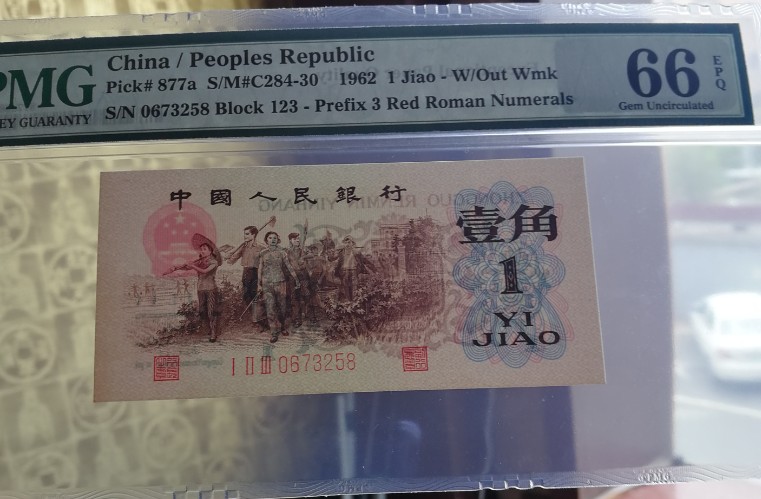 China / Peoples Republic
PMG
Pick# 877a S/M#C284-30 1962 1 Jiao - W/Out Wmk
EY GUARANTY
S/N 0673258 Block 123 - Prefix 3 Red Roman Numerals
66
EPQ
Gem Uncirculated
中國人民銀行
壹角
1
YI
JIAO
I II III 0673258